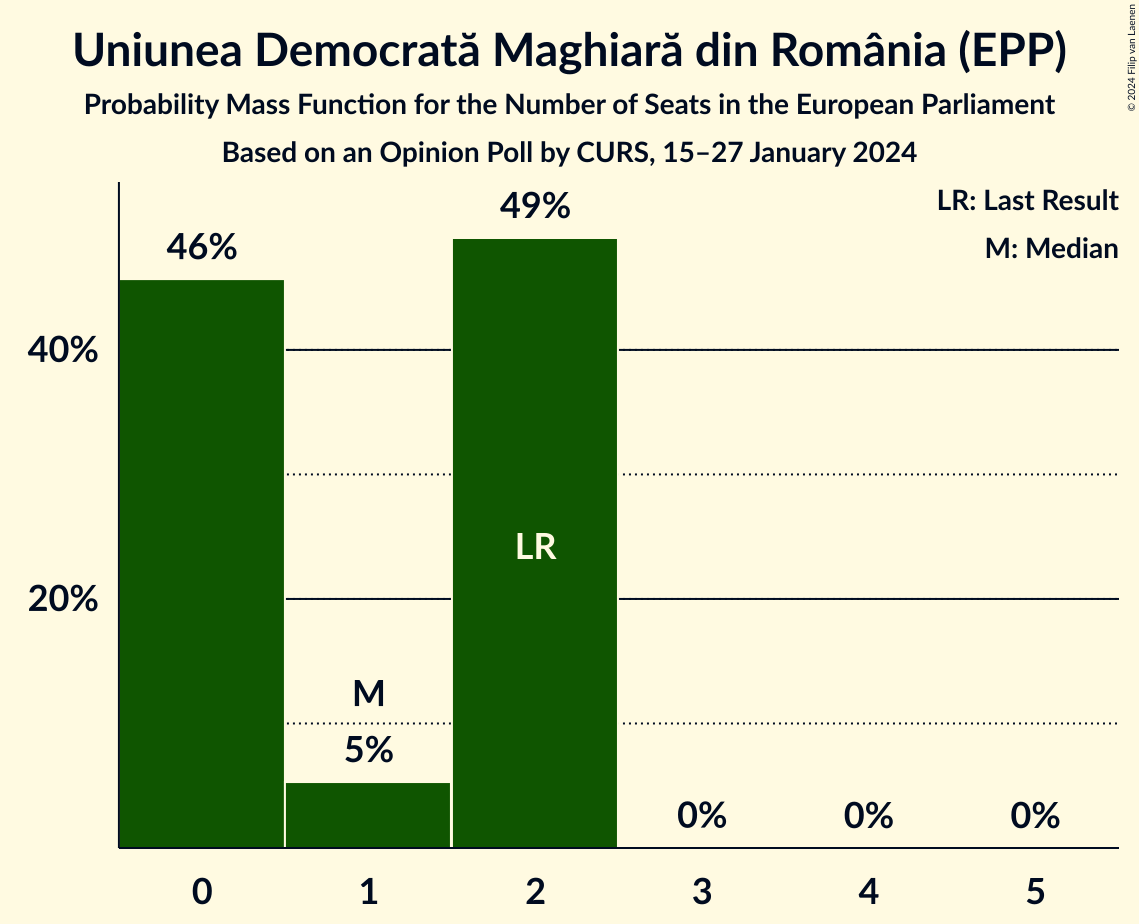 Uniunea Democrată Maghiară din România (EPP)
Probability Mass Function for the Number of Seats in the European Parliament
Based on an Opinion Poll by CURS, 15–27 January 2024
© 2024 Filip van Laenen
LR: Last Result
M: Median
49%
46%
40%
LR
20%
M
5%
0%
0%
0%
0
1
2
3
4
5